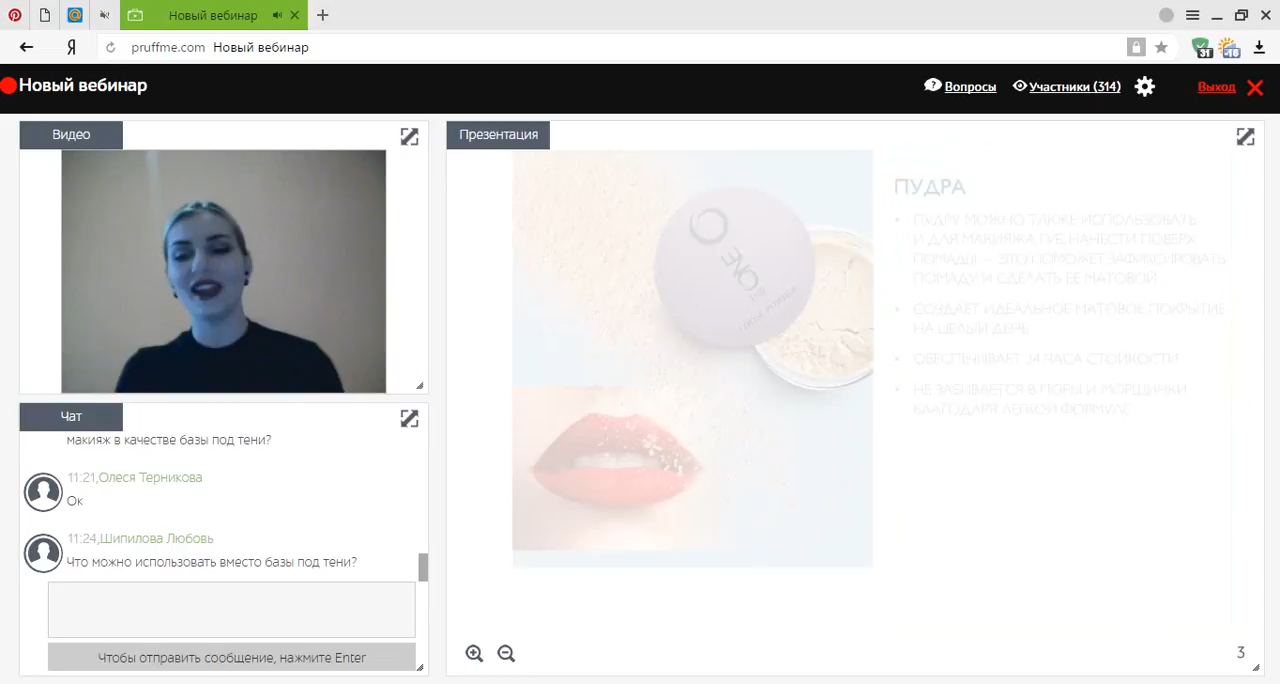 Новый вебинар
pruffme.com Новый вебинар
31
Новый вебинар
Вопросы
Участники (314)
Выход
Видео
Презентация
ПУДРА
• ПУДРУ МОЖНО ТАКЖЕ ИСПОЛЬЗОВАТЬ
И ДЛЯ МАКИЯЖА ГУБ, НАНЕСТИ ПОВЕРХ
ПОМАДЫ – ЭТО ПОМОЖЕТ ЗАФИКСИРОВАТЬ
ПОМАДУ И СДЕЛАТЬ ЕЕ МАТОВОЙ
• СОЗДАЕТ ИДЕАЛЬНОЕ МАТОВОЕ ПОКРЫТИЕ
НА ЦЕЛЫЙ ДЕНЬ
• ОБЕСПЕЧИВАЕТ 24 ЧАСА СТОЙКОСТИ
• НЕ ЗАБИВАЕТСЯ В ПОРЫ И МОРЩИНКИ
БЛАГОДАРЯ ЛЕГКОЙ ФОРМУЛЕ
ONE
Чат
макияж в качестве базы под тени?
11:21,Олеся Терникова
Ок
11:24,Шипилова Любовь
Что можно использовать вместо базы под тени?
Чтобы отправить сообщение, нажмите Enter
3